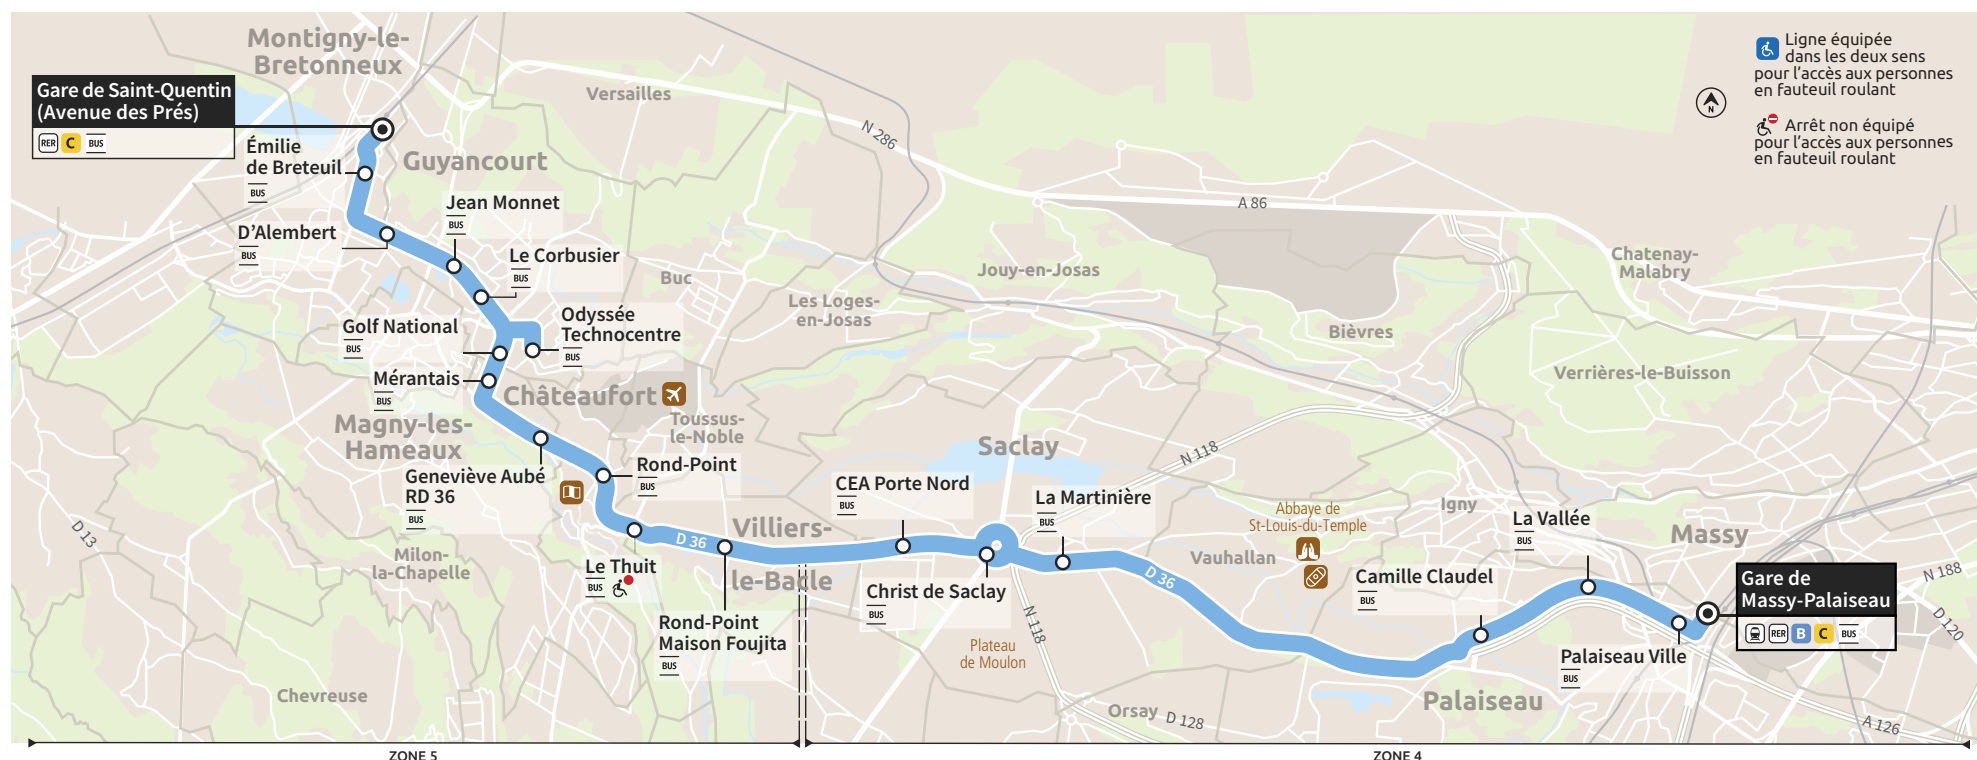 Montigny-le-
Bretonneux
Gare de Saint-Quentin
(Avenue des Prés)
RER C BUS
Émilie
de Breteuil
BUS
Guyancourt
Versailles
N 286
D'Alembert
BUS
Jean Monnet
BUS
Le Corbusier
BUS
Buc
Golf National
BUS
Odyssée
Technocentre
BUS
Les Loges-
en-Josas
Jouy-en-Josas
A 86
Bièvres
Chatenay-
Malabry
Verrières-le-Buisson
Ligne équipée
dans les deux sens
pour l'accès aux personnes
en fauteuil roulant
Arrêt non équipé
pour l'accès aux personnes
en fauteuil roulant
N
Mérantais
BUS
Châteaufort
Toussus-
le-Noble
Magny-les-
Hameaux
Geneviève Aubé
RD 36
BUS
Rond-Point
BUS
D 13
Milon-
la-Chapelle
Le Thuit
BUS
D 36
Villiers-
le-Bacle
Rond-Point
Maison Foujita
BUS
Chevreuse
CEA Porte Nord
BUS
Saclay
Christ de Saclay
BUS
La Martinière
BUS
N 118
N 118
Plateau
de Moulon
D 36
Vauhallan
Abbaye de
St-Louis-du-Temple
Igny
Camille Claudel
BUS
La Vallée
BUS
Massy
Gare de
Massy-Palaiseau
RER B C BUS
N 188
D 120
Palaiseau Ville
BUS
Palaiseau
Orsay
D 128
A 126
ZONE 5
ZONE 4